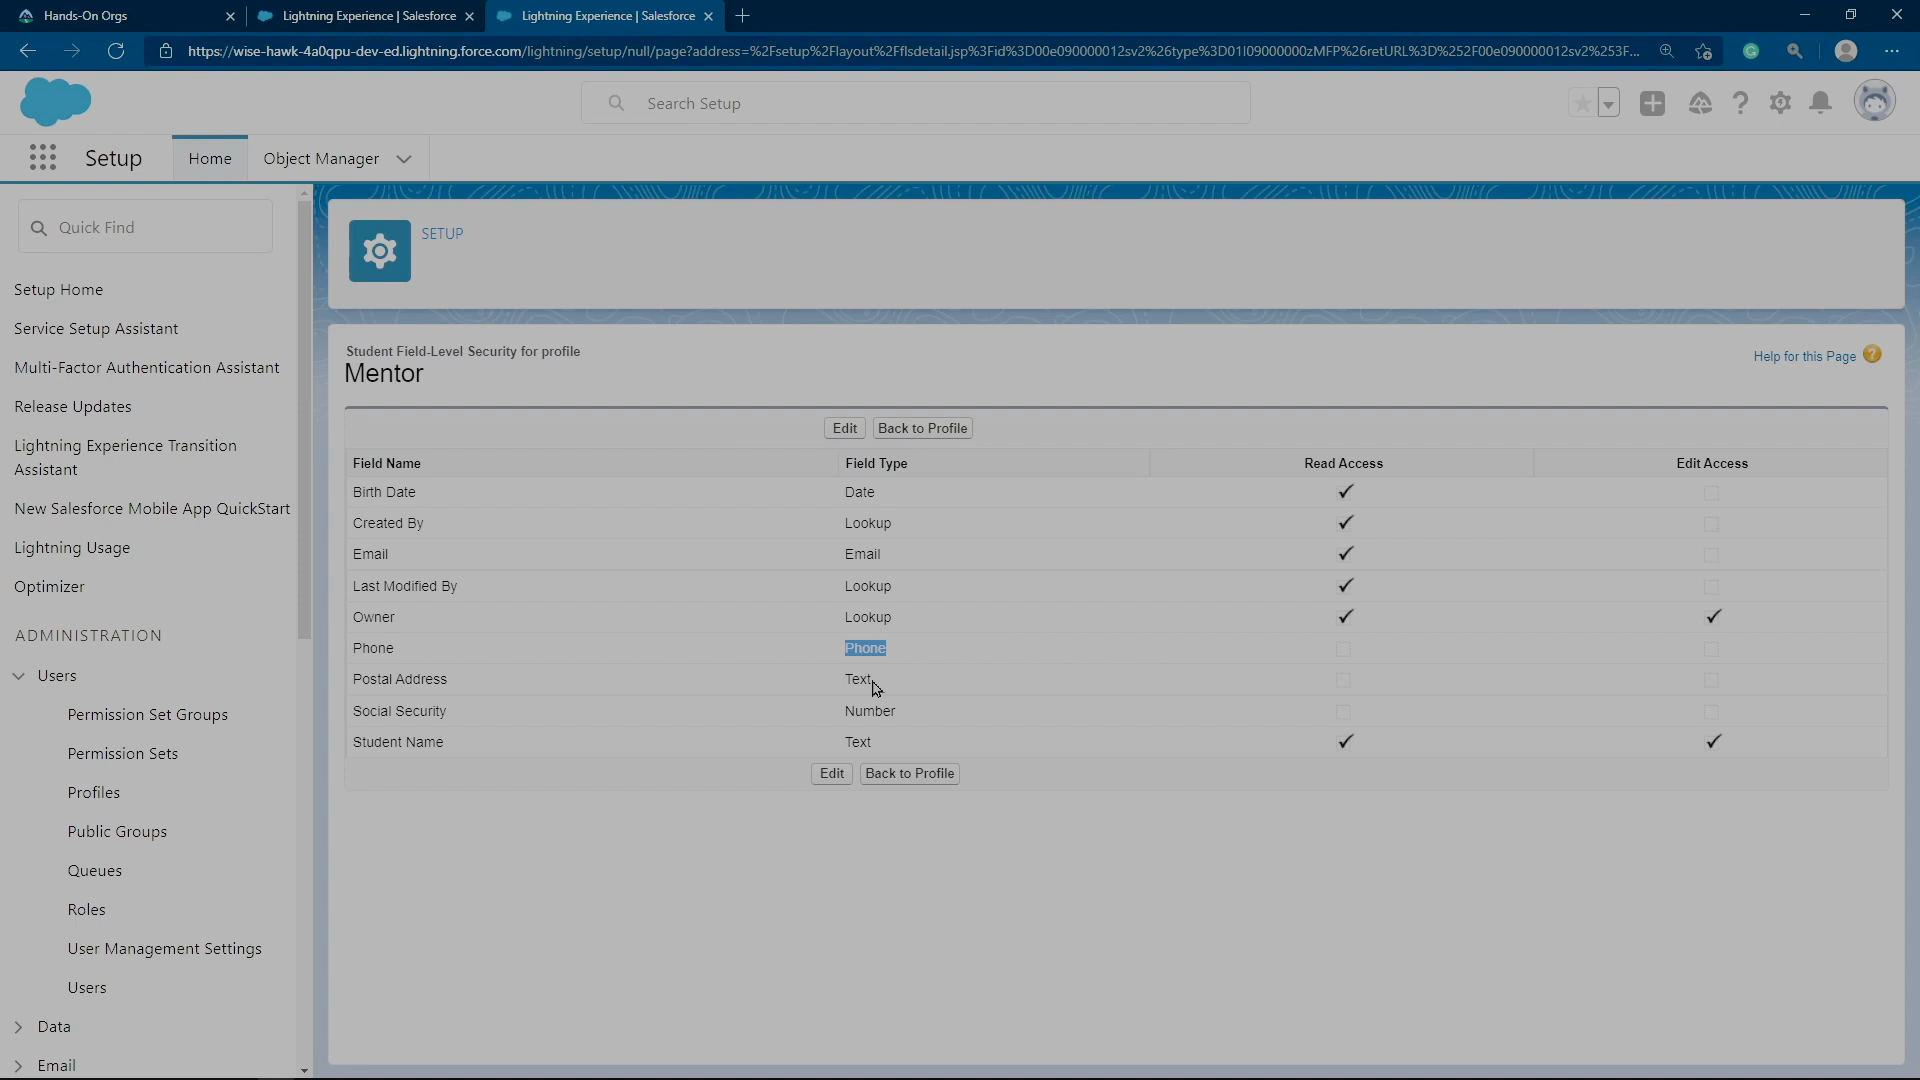 Hands-On Orgs
Lightning Experience | Salesforce
Lightning Experience | Salesforce
https://wise-hawk-4a0qpu-dev-ed.lightning.force.com/lightning/setup/null/page?address=%2Fsetup%2Flayout%2Fflsdetail.jsp%3Fid%3D00e090000012sv2%26type%3D01I09000000zMFP%26retURL%3D%252F00e090000012sv2%253F...
Search Setup
Setup
Home
Object Manager
Quick Find
Setup Home
Service Setup Assistant
Multi-Factor Authentication Assistant
Release Updates
Lightning Experience Transition
Assistant
New Salesforce Mobile App QuickStart
Lightning Usage
Optimizer
ADMINISTRATION
Users
Permission Set Groups
Permission Sets
Profiles
Public Groups
Queues
Roles
User Management Settings
Users
Data
Email
SETUP
Student Field-Level Security for profile
Mentor
Help for this Page
Edit Back to Profile
Field Name Field Type Read Access Edit Access
Birth Date Date
Created By Lookup
Email Email
Last Modified By Lookup
Owner Lookup
Phone Phone
Postal Address Text
Social Security Number
Student Name Text
Edit Back to Profile